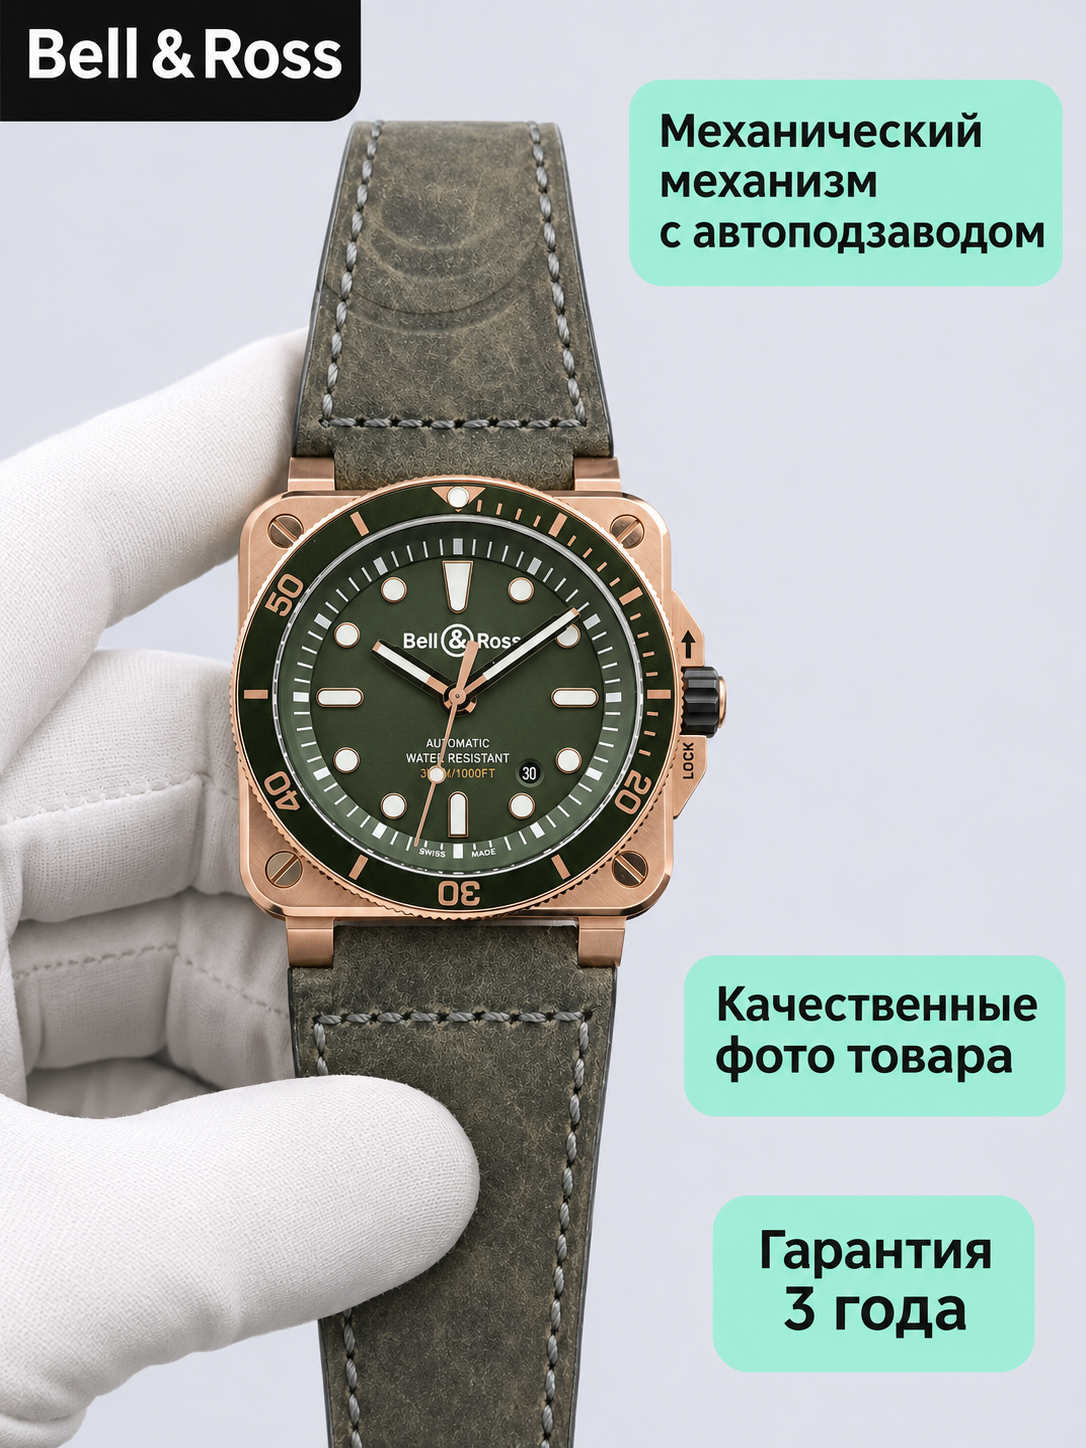 Bell & Ross
Механический
механизм
с автоподзаводом
50
Bell & Ross
AUTOMATIC
WATER RESISTANT
/1000FT
30
LOCK
40
20
SWISS MADE
30
Качественные
фото товара
Гарантия
3 года